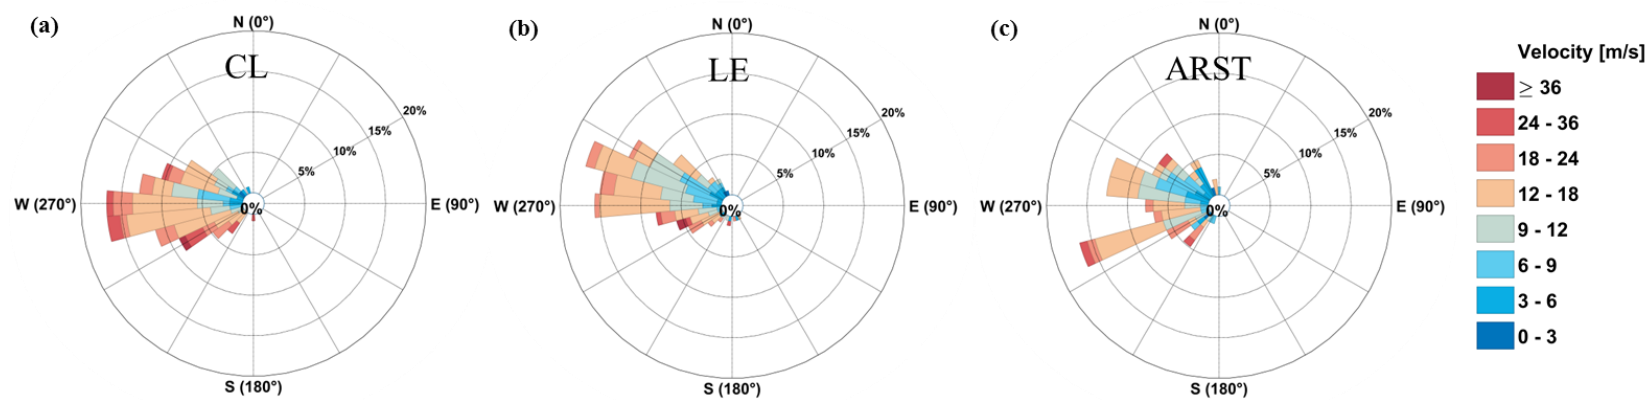 (a)
N (0°)
CL
20%
15%
10%
5%
W (270°)
0%
E (90°)
S (180°)
(b)
N (0°)
LE
20%
15%
10%
5%
W (270°)
0%
E (90°)
S (180°)
(c)
N (0°)
ARST
20%
15%
10%
5%
W (270°)
0%
E (90°)
S (180°)
Velocity [m/s]
≥ 36
24 - 36
18 - 24
12 - 18
9 - 12
6 - 9
3 - 6
0 - 3